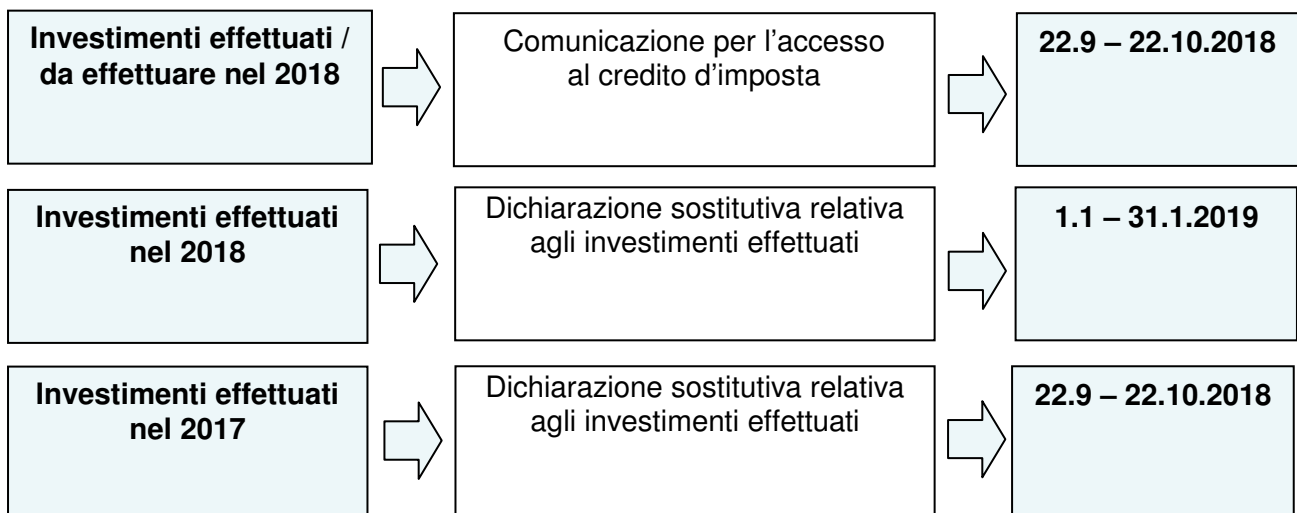 Investimenti effettuati /
da effettuare nel 2018
Comunicazione per l'accesso
al credito d'imposta
22.9 – 22.10.2018
Investimenti effettuati
nel 2018
Dichiarazione sostitutiva relativa
agli investimenti effettuati
1.1 – 31.1.2019
Investimenti effettuati
nel 2017
Dichiarazione sostitutiva relativa
agli investimenti effettuati
22.9 – 22.10.2018